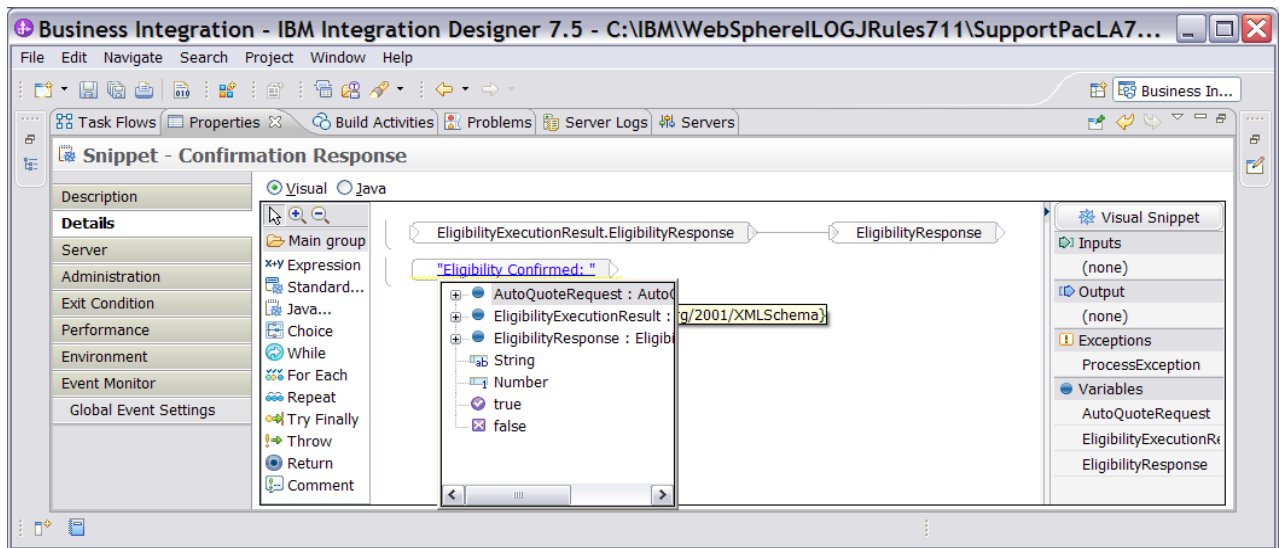 Business Integration - IBM Integration Designer 7.5 - C:\IBM\WebSphereILOGJRules711\SupportPacLA7...
File Edit Navigate Search Project Window Help
Business In...
Task Flows Properties Build Activities Problems Server Logs Servers
Snippet - Confirmation Response
Description
Details
Server
Administration
Exit Condition
Performance
Environment
Event Monitor
Global Event Settings
Visual Java
Main group
x+y Expression
Standard...
Java...
Choice
While
For Each
Repeat
Try Finally
Throw
Return
Comment
EligibilityExecutionResult.EligibilityResponse EligibilityResponse
"Eligibility Confirmed: "
AutoQuoteRequest : Auto
EligibilityExecutionResult : rg/2001/XMLSchema}
EligibilityResponse : Eligibi
String
Number
true
false
Visual Snippet
Inputs
(none)
Output
(none)
Exceptions
ProcessException
Variables
AutoQuoteRequest
EligibilityExecutionRe
EligibilityResponse